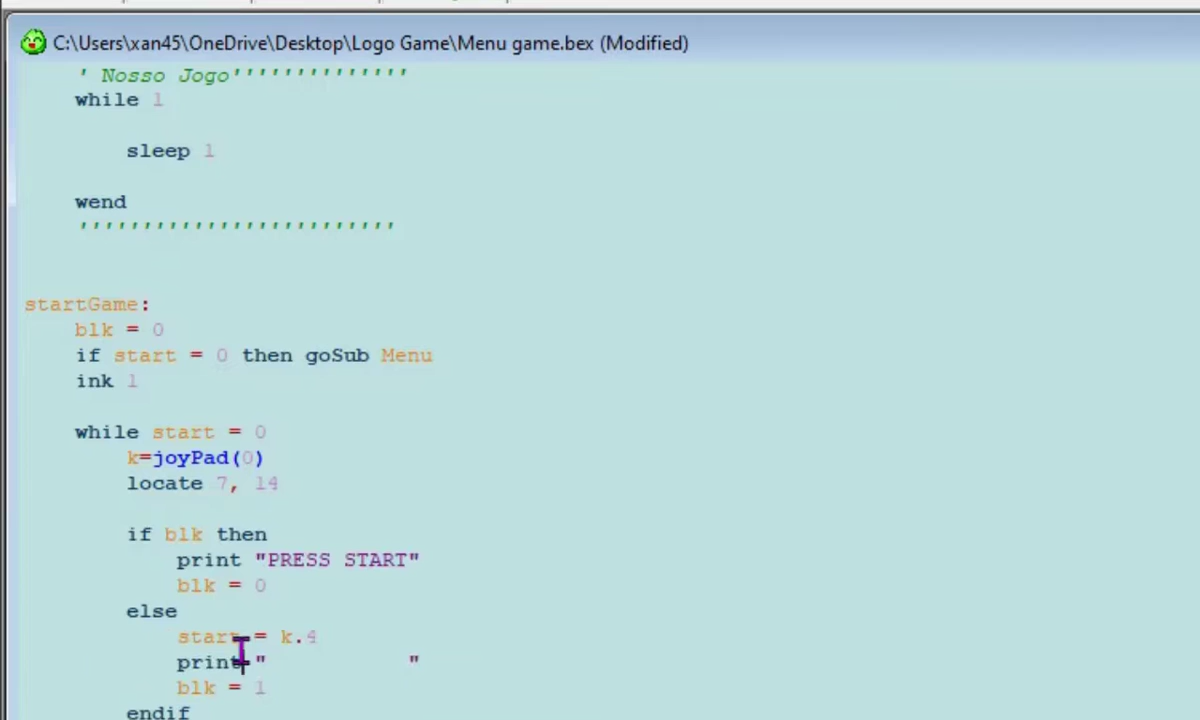 C:\Users\xan45\OneDrive\Desktop\Logo Game\Menu game.bex (Modified)
' Nosso Jogo''''''''''''''
while 1
sleep 1
wend
'''''''''''''''''''''''''
startGame:
blk = 0
if start = 0 then goSub Menu
ink 1
while start = 0
k=joyPad(0)
locate 7, 14
if blk then
print "PRESS START"
blk = 0
else
start = k.4
print "           "
blk = 1
endif